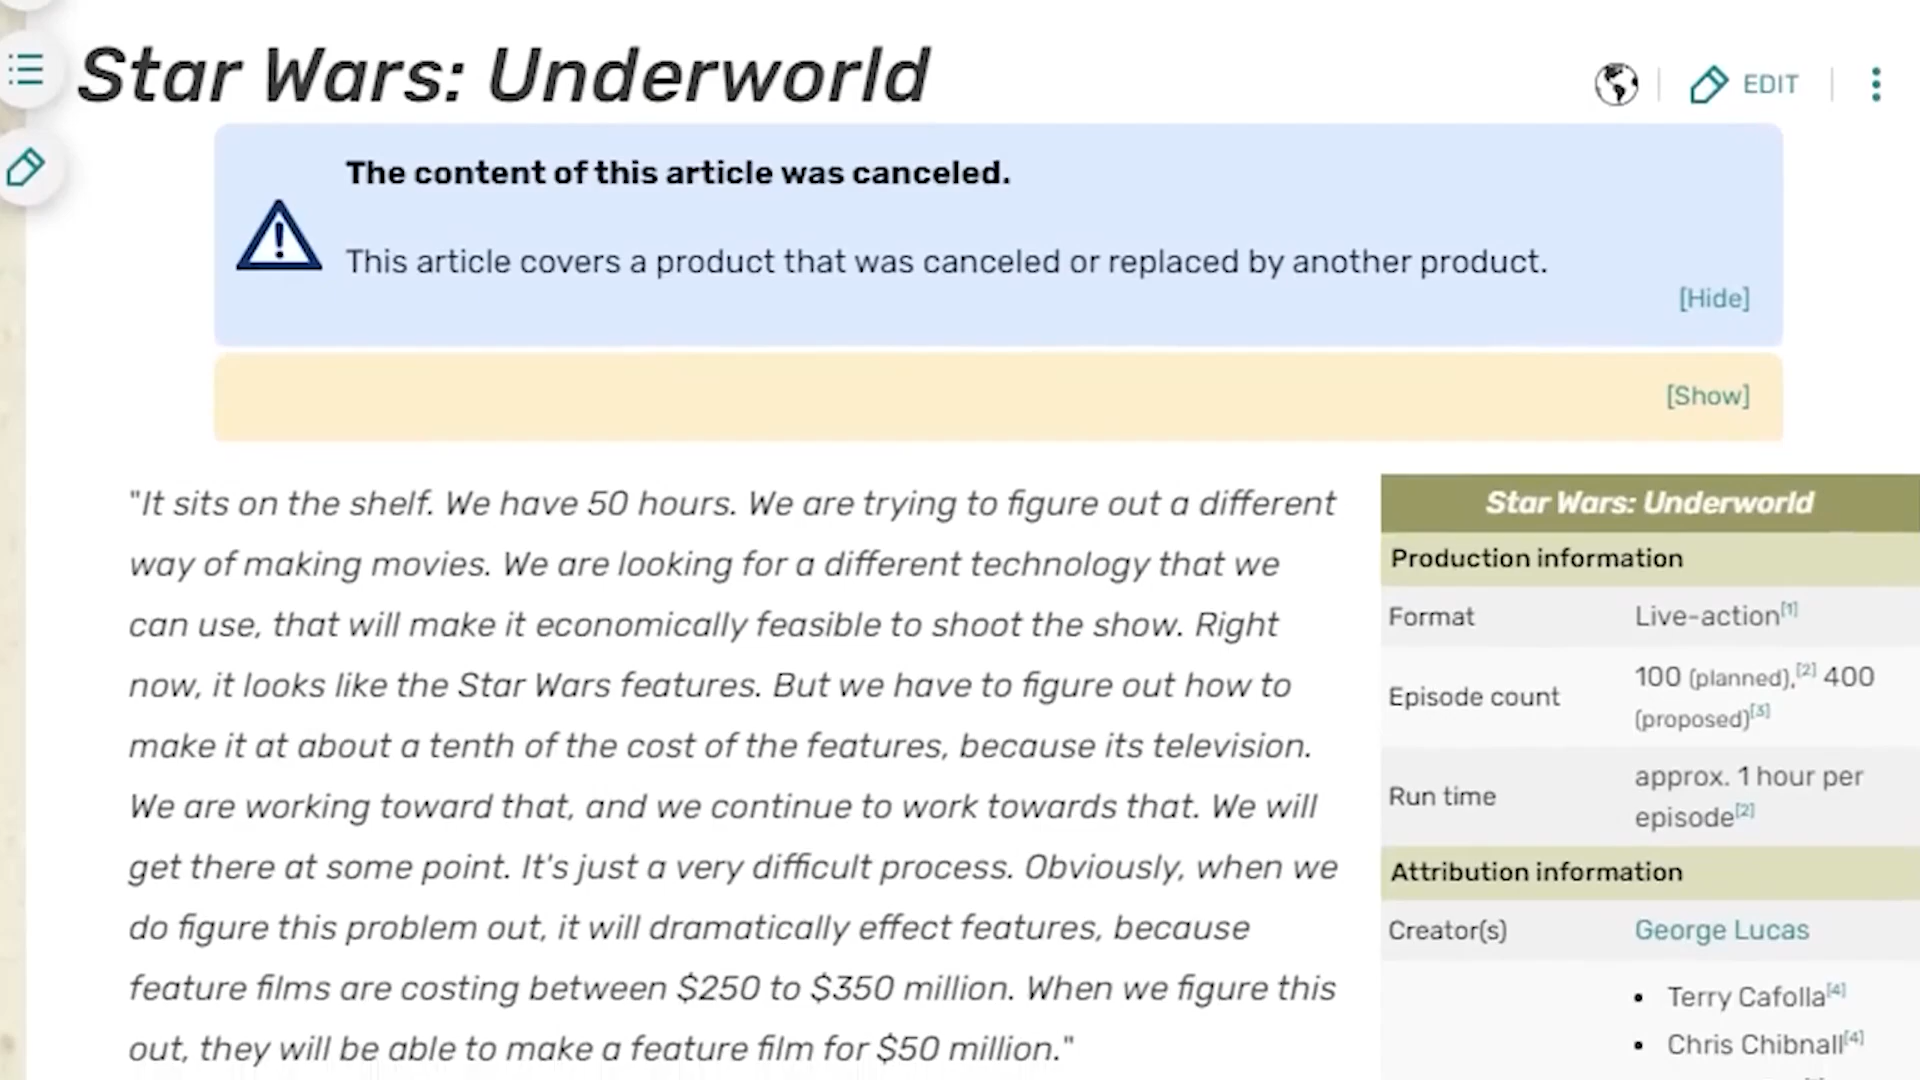 Star Wars: Underworld
EDIT
The content of this article was canceled.
This article covers a product that was canceled or replaced by another product.
[Hide]
[Show]
"It sits on the shelf. We have 50 hours. We are trying to figure out a different
way of making movies. We are looking for a different technology that we
can use, that will make it economically feasible to shoot the show. Right
now, it looks like the Star Wars features. But we have to figure out how to
make it at about a tenth of the cost of the features, because its television.
We are working toward that, and we continue to work towards that. We will
get there at some point. It's just a very difficult process. Obviously, when we
do figure this problem out, it will dramatically effect features, because
feature films are costing between $250 to $350 million. When we figure this
out, they will be able to make a feature film for $50 million."
Star Wars: Underworld
Production information
Format Live-action[1]
Episode count 100 (planned),[2] 400
(proposed)[3]
Run time approx. 1 hour per
episode[2]
Attribution information
Creator(s) George Lucas
• Terry Cafolla[4]
• Chris Chibnall[4]